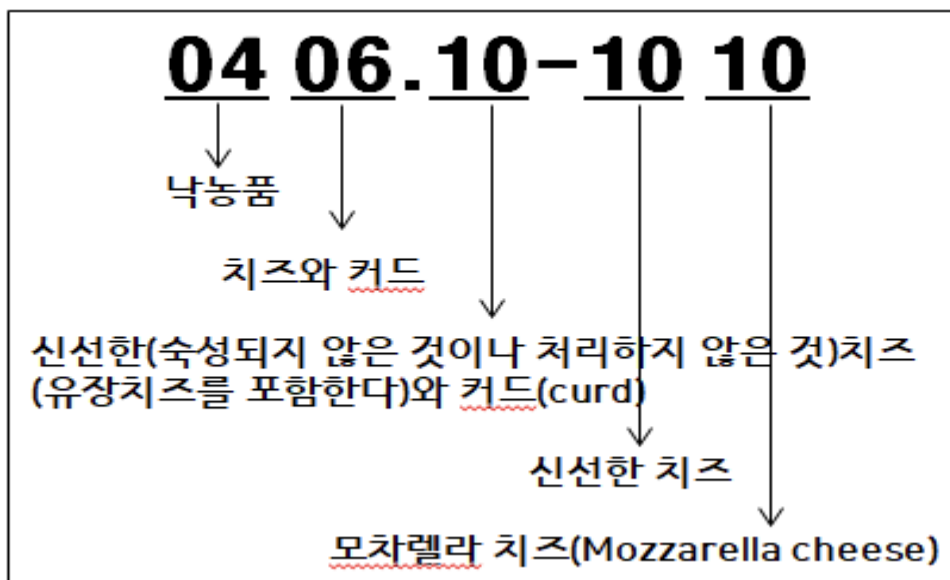 04 06.10-10 10
낙농품
치즈와 커드
신선한(숙성되지 않은 것이나 처리하지 않은 것)치즈
(유장치즈를 포함한다)와 커드(curd)
신선한 치즈
모차렐라 치즈(Mozzarella cheese)